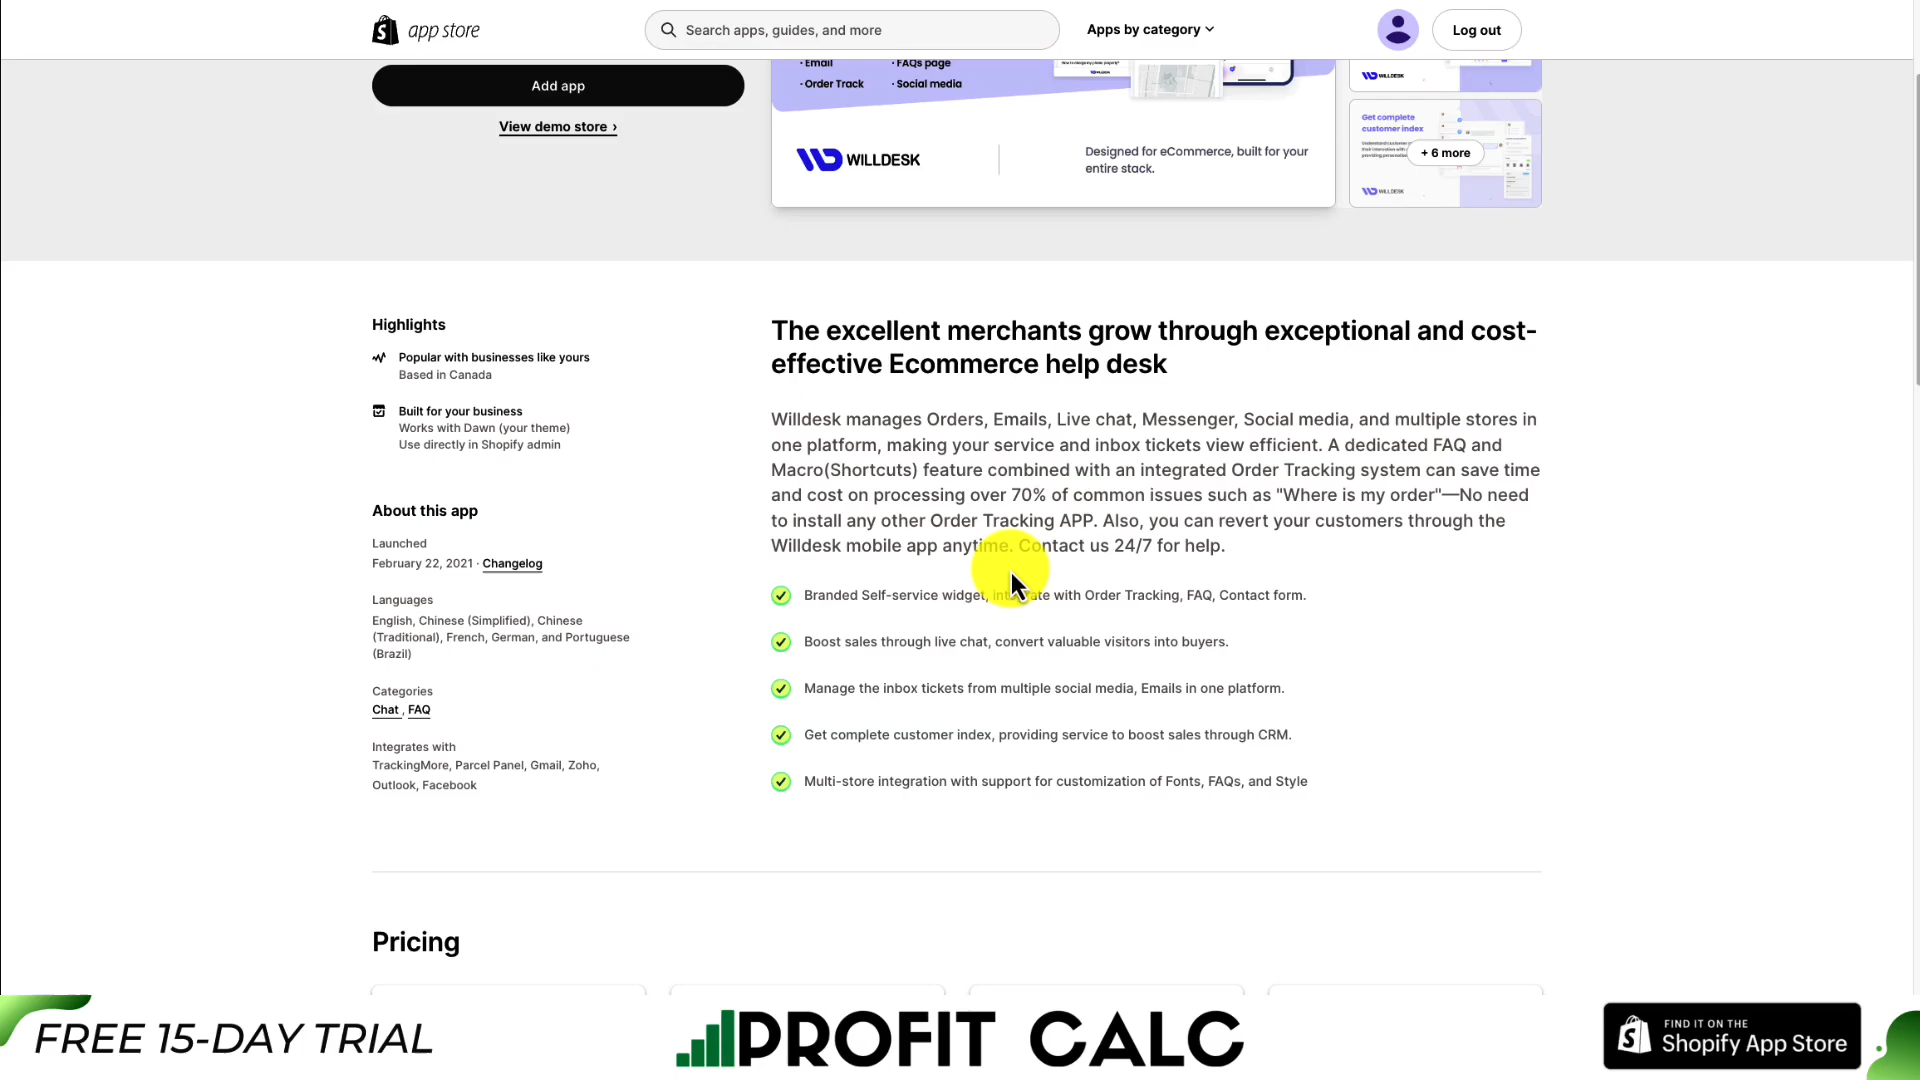 app store
Search apps, guides, and more
Apps by category
Log out
Add app
View demo store ›
· Email
· FAQs page
· Order Track
· Social media
WILLDESK
Designed for eCommerce, built for your
entire stack.
WILLDESK
Get complete
customer index
+ 6 more
WILLDESK
Highlights
Popular with businesses like yours
Based in Canada
Built for your business
Works with Dawn (your theme)
Use directly in Shopify admin
About this app
Launched
February 22, 2021 · Changelog
Languages
English, Chinese (Simplified), Chinese
(Traditional), French, German, and Portuguese
(Brazil)
Categories
Chat , FAQ
Integrates with
TrackingMore, Parcel Panel, Gmail, Zoho,
Outlook, Facebook
The excellent merchants grow through exceptional and cost-
effective Ecommerce help desk
Willdesk manages Orders, Emails, Live chat, Messenger, Social media, and multiple stores in
one platform, making your service and inbox tickets view efficient. A dedicated FAQ and
Macro(Shortcuts) feature combined with an integrated Order Tracking system can save time
and cost on processing over 70% of common issues such as "Where is my order"—No need
to install any other Order Tracking APP. Also, you can revert your customers through the
Willdesk mobile app anytime. Contact us 24/7 for help.
Branded Self-service widget, integrate with Order Tracking, FAQ, Contact form.
Boost sales through live chat, convert valuable visitors into buyers.
Manage the inbox tickets from multiple social media, Emails in one platform.
Get complete customer index, providing service to boost sales through CRM.
Multi-store integration with support for customization of Fonts, FAQs, and Style
Pricing
FREE 15-DAY TRIAL
PROFIT CALC
FIND IT ON THE
Shopify App Store